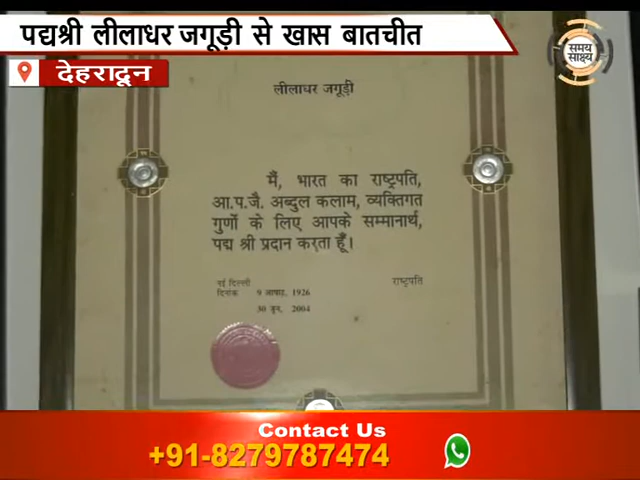 पद्मश्री लीलाधर जगूड़ी से खास बातचीत
समय
साक्ष्य
देहरादून
लीलाधर जगूड़ी
मैं, भारत का राष्ट्रपति,
आ.प.जै. अब्दुल कलाम, व्यक्तिगत
गुणों के लिए आपके सम्मानार्थ,
पद्म श्री प्रदान करता हूँ।
नई दिल्ली
राष्ट्रपति
दिनांक 9 आषाढ़, 1926
30 जून, 2004
Contact Us
+91-8279787474